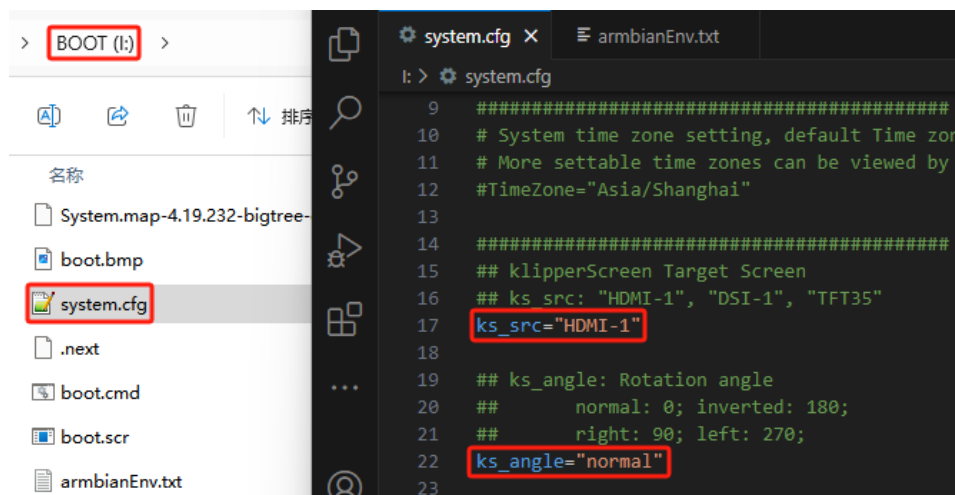 BOOT (I:)
排序
名称
System.map-4.19.232-bigtree-
boot.bmp
system.cfg
.next
boot.cmd
boot.scr
armbianEnv.txt
system.cfg
armbianEnv.txt
I: > system.cfg
9 ############################################
10 # System time zone setting, default Time zon
11 # More settable time zones can be viewed by
12 #TimeZone="Asia/Shanghai"
13
14 ############################################
15 ## klipperScreen Target Screen
16 ## ks_src: "HDMI-1", "DSI-1", "TFT35"
17 ks_src="HDMI-1"
18
19 ## ks_angle: Rotation angle
20 ## normal: 0; inverted: 180;
21 ## right: 90; left: 270;
22 ks_angle="normal"
23